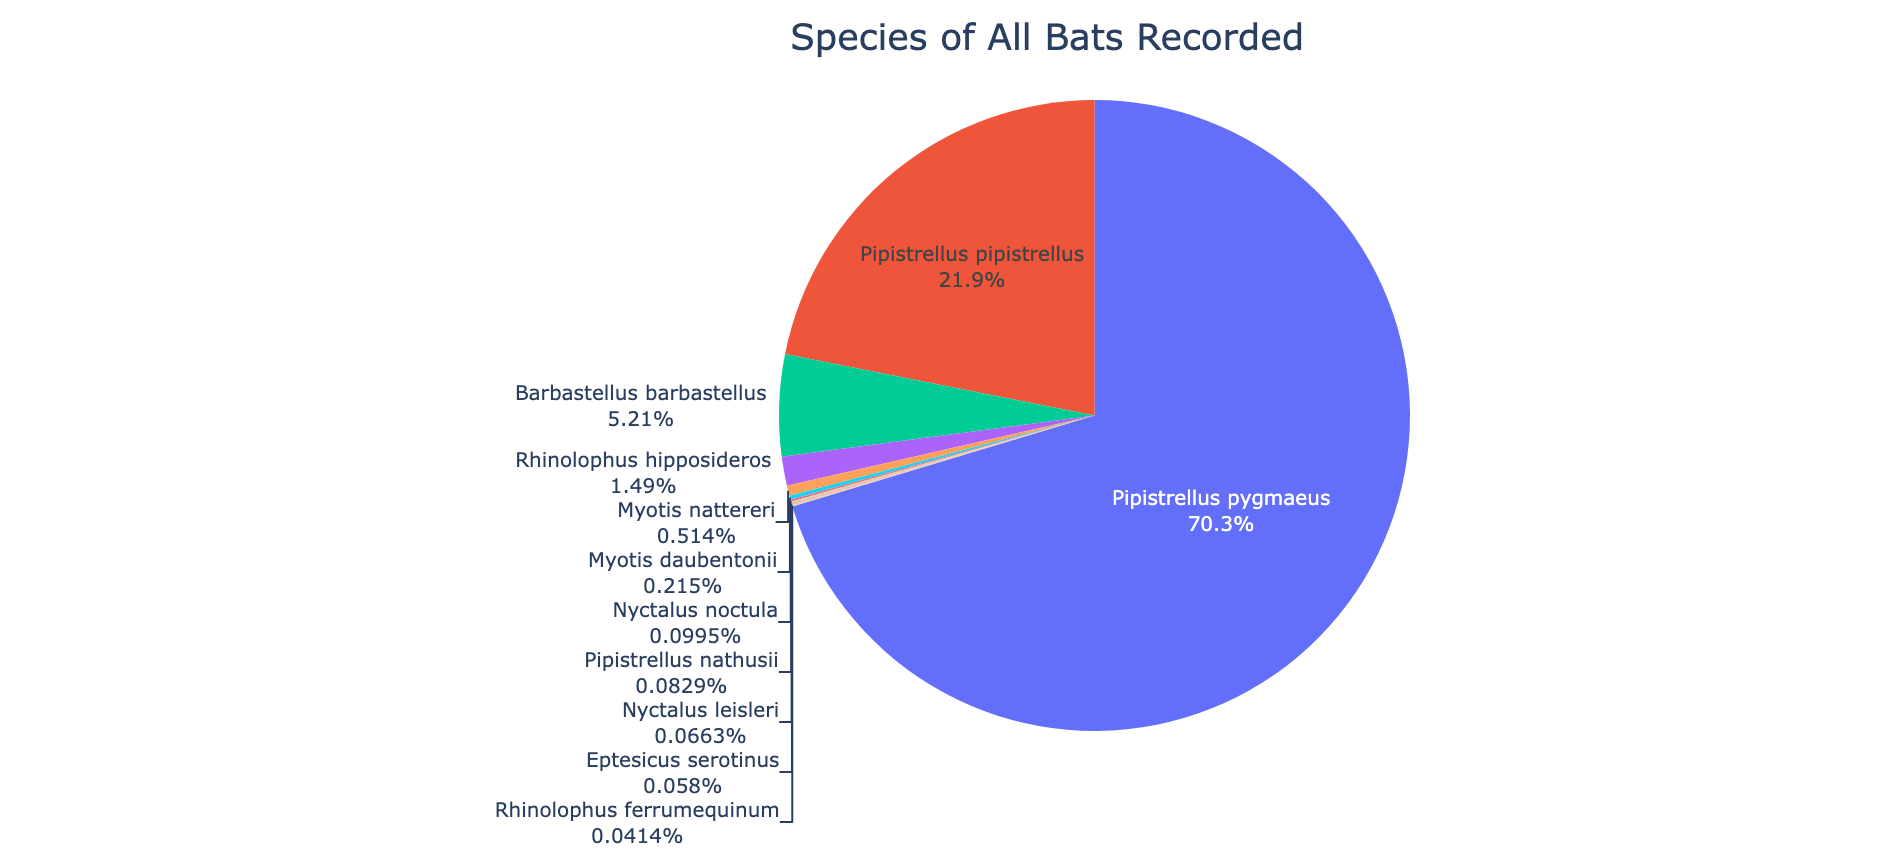 Species of All Bats Recorded
Pipistrellus pipistrellus
21.9%
Barbastellus barbastellus
5.21%
Rhinolophus hipposideros
1.49%
Pipistrellus pygmaeus
70.3%
Myotis nattereri
0.514%
Myotis daubentonii
0.215%
Nyctalus noctula
0.0995%
Pipistrellus nathusii
0.0829%
Nyctalus leisleri
0.0663%
Eptesicus serotinus
0.058%
Rhinolophus ferrumequinum
0.0414%